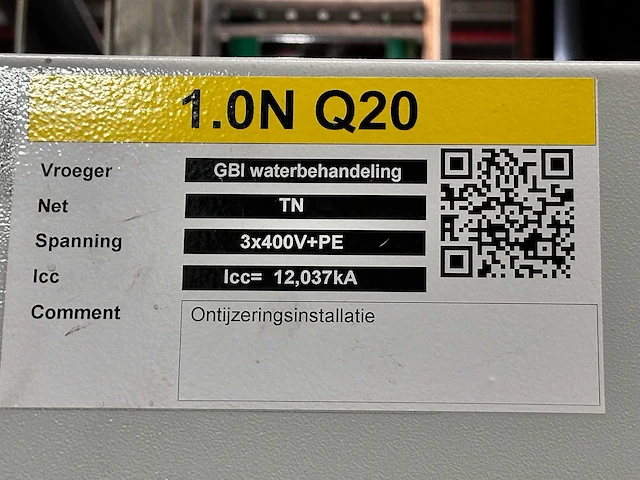 1.0N Q20
Vroeger GBI waterbehandeling
Net TN
Spanning 3x400V+PE
Icc Icc= 12,037kA
Comment Ontijzeringsinstallatie